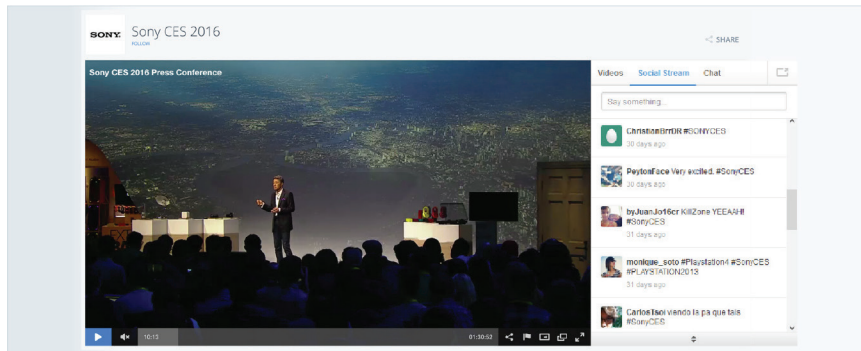 SONY
Sony CES 2016
FOLLOW
SHARE
Sony CES 2016 Press Conference
10:13
01:30:52
Videos Social Stream Chat
Say something...
ChristianBrrDR #SONYCES
30 days ago
PeytonFace Very excited. #SonyCES
30 days ago
byJuanJo16cr KillZone YEEAAH!
#SonyCES
31 days ago
monique_soto #Playstation4 #SonyCES
#PLAYSTATION2013
31 days ago
CarlosTsoi viendo la pa que tals
#SonyCES